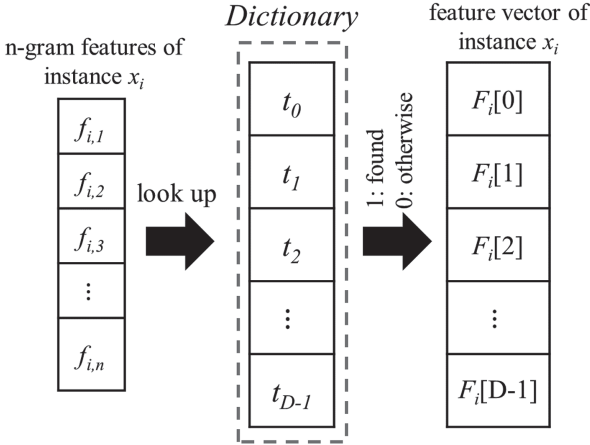 n-gram features of
instance xᵢ
fᵢ,₁
fᵢ,₂
fᵢ,₃
⋮
fᵢ,ₙ
look up
Dictionary
t₀
t₁
t₂
⋮
t_D-1
1: found
0: otherwise
feature vector of
instance xᵢ
Fᵢ[0]
Fᵢ[1]
Fᵢ[2]
⋮
Fᵢ[D-1]